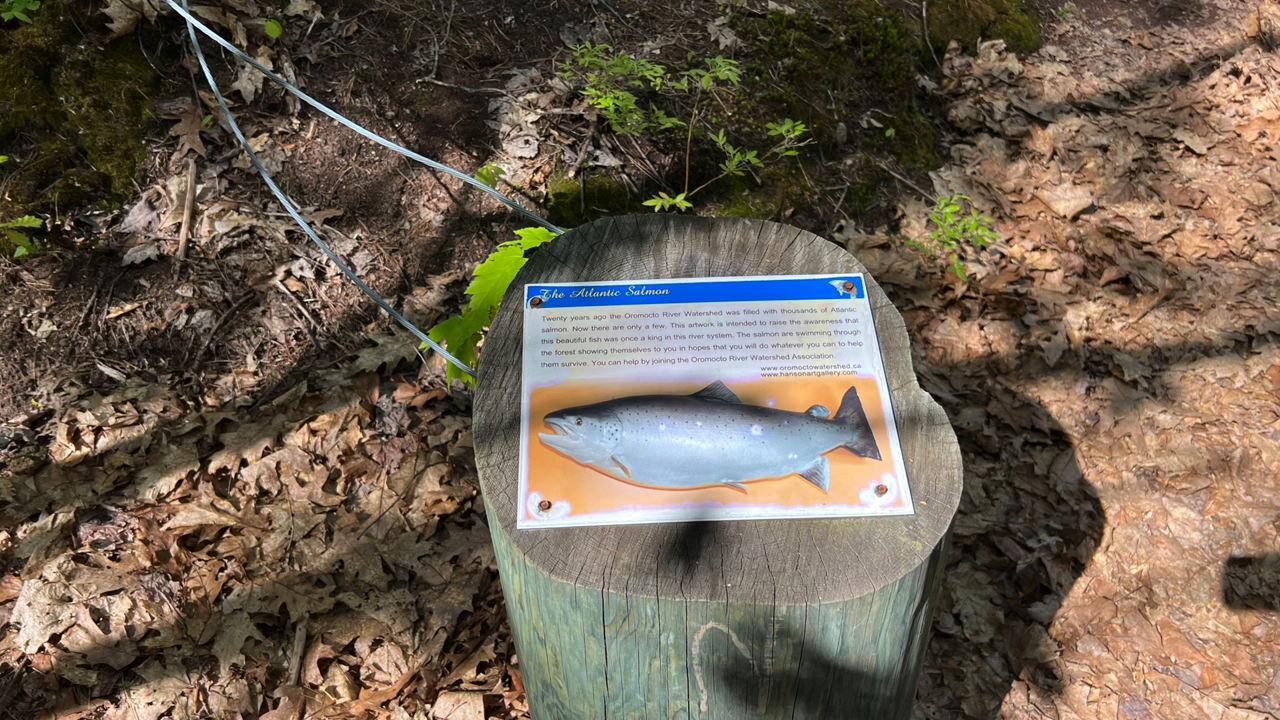 The Atlantic Salmon
Twenty years ago the Oromocto River Watershed was filled with thousands of Atlantic
salmon. Now there are only a few. This artwork is intended to raise the awareness that
this beautiful fish was once a king in this river system. The salmon are swimming through
the forest showing themselves to you in hopes that you will do whatever you can to help
them survive. You can help by joining the Oromocto River Watershed Association.
www.oromoctowatershed.ca
www.hansonartgallery.com